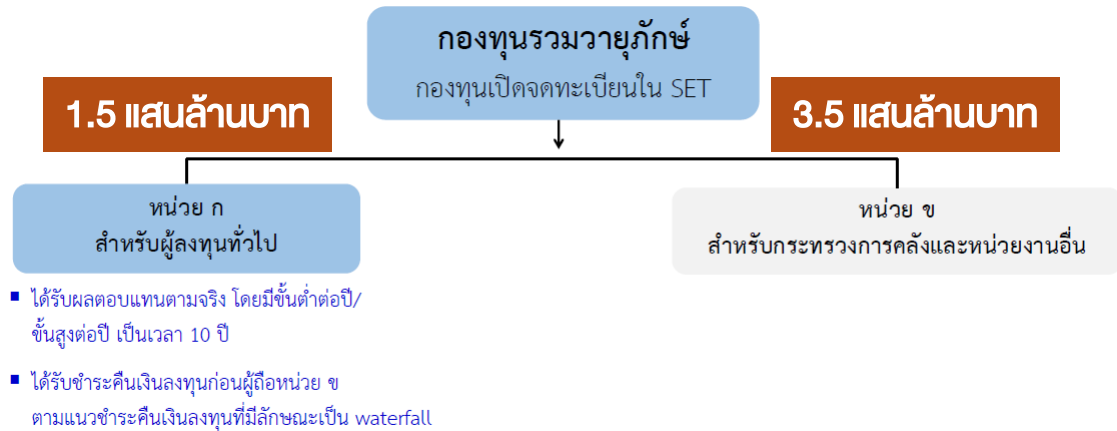 กองทุนรวมวายุภักษ์
กองทุนเปิดจดทะเบียนใน SET
1.5 แสนล้านบาท
3.5 แสนล้านบาท
หน่วย ก
สำหรับผู้ลงทุนทั่วไป
หน่วย ข
สำหรับกระทรวงการคลังและหน่วยงานอื่น
▪ ได้รับผลตอบแทนตามจริง โดยมีขั้นต่ำต่อปี/
ขั้นสูงต่อปี เป็นเวลา 10 ปี
▪ ได้รับชำระคืนเงินลงทุนก่อนผู้ถือหน่วย ข
ตามแนวชำระคืนเงินลงทุนที่มีลักษณะเป็น waterfall